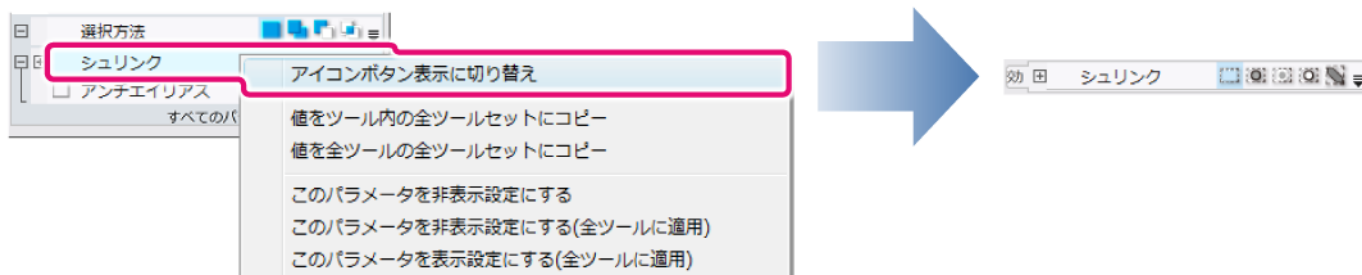 選択方法
シュリンク
アンチエイリアス
すべてのパ
アイコンボタン表示に切り替え
値をツール内の全ツールセットにコピー
値を全ツールの全ツールセットにコピー
このパラメータを非表示設定にする
このパラメータを非表示設定にする(全ツールに適用)
このパラメータを表示設定にする(全ツールに適用)
効 シュリンク